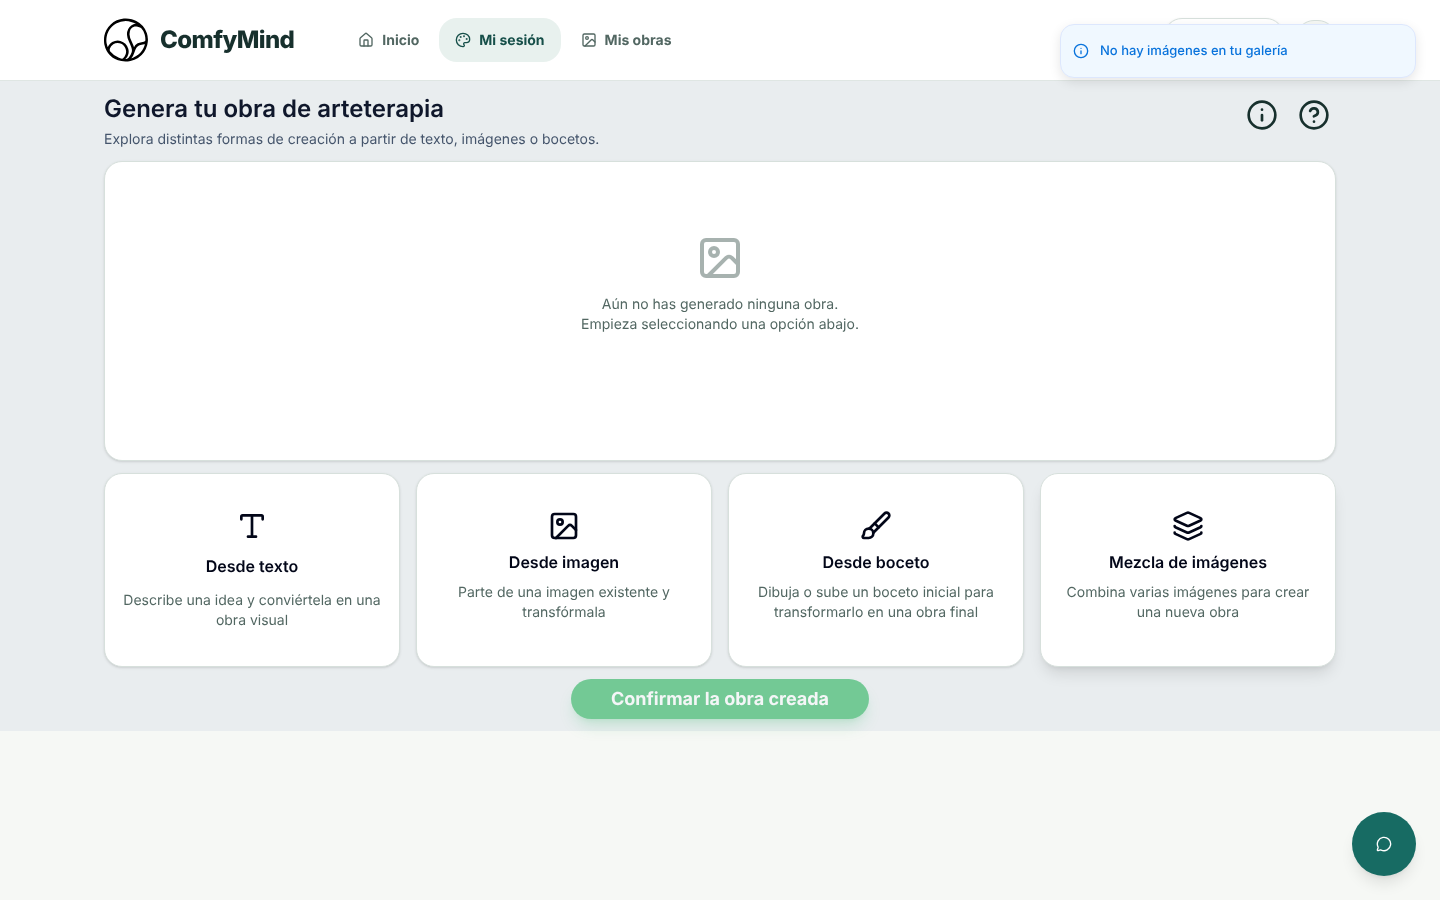 ComfyMind
Inicio
Mi sesión
Mis obras
No hay imágenes en tu galería
Genera tu obra de arteterapia
Explora distintas formas de creación a partir de texto, imágenes o bocetos.
Aún no has generado ninguna obra.
Empieza seleccionando una opción abajo.
Desde texto
Describe una idea y conviértela en una
obra visual
Desde imagen
Parte de una imagen existente y
transfórmala
Desde boceto
Dibuja o sube un boceto inicial para
transformarlo en una obra final
Mezcla de imágenes
Combina varias imágenes para crear
una nueva obra
Confirmar la obra creada